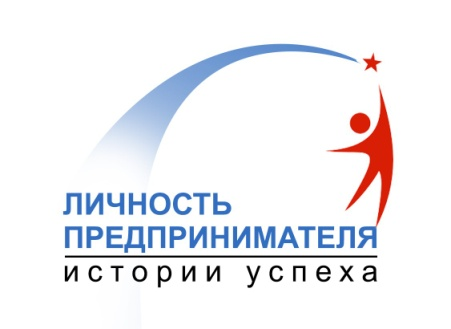 ЛИЧНОСТЬ
ПРЕДПРИНИМАТЕЛЯ
истории успеха